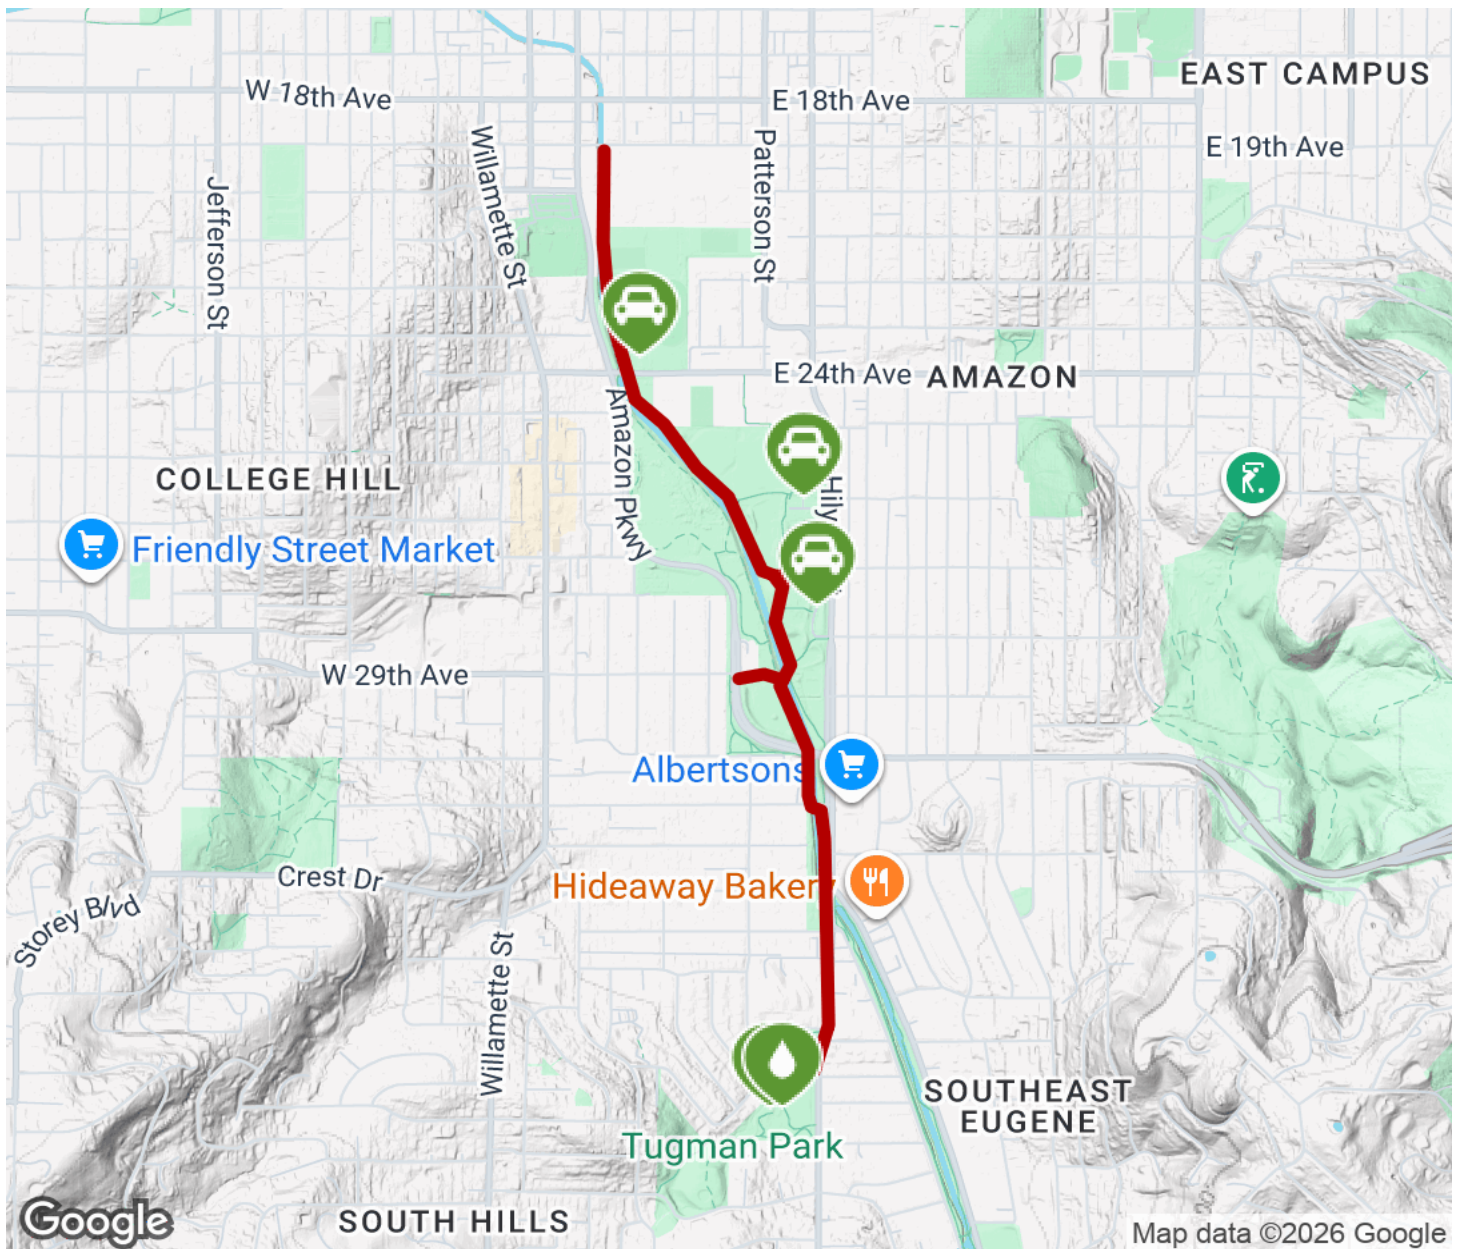 EAST CAMPUS
W 18th Ave
E 18th Ave
E 19th Ave
Willamette St
Patterson St
Jefferson St
E 24th Ave
AMAZON
Amazon Pkwy
COLLEGE HILL
Hily
Friendly Street Market
W 29th Ave
Albertsons
Crest Dr
Hideaway Bakery
Storey Blvd
Willamette St
SOUTHEAST
EUGENE
Tugman Park
SOUTH HILLS
Google
Map data ©2026 Google